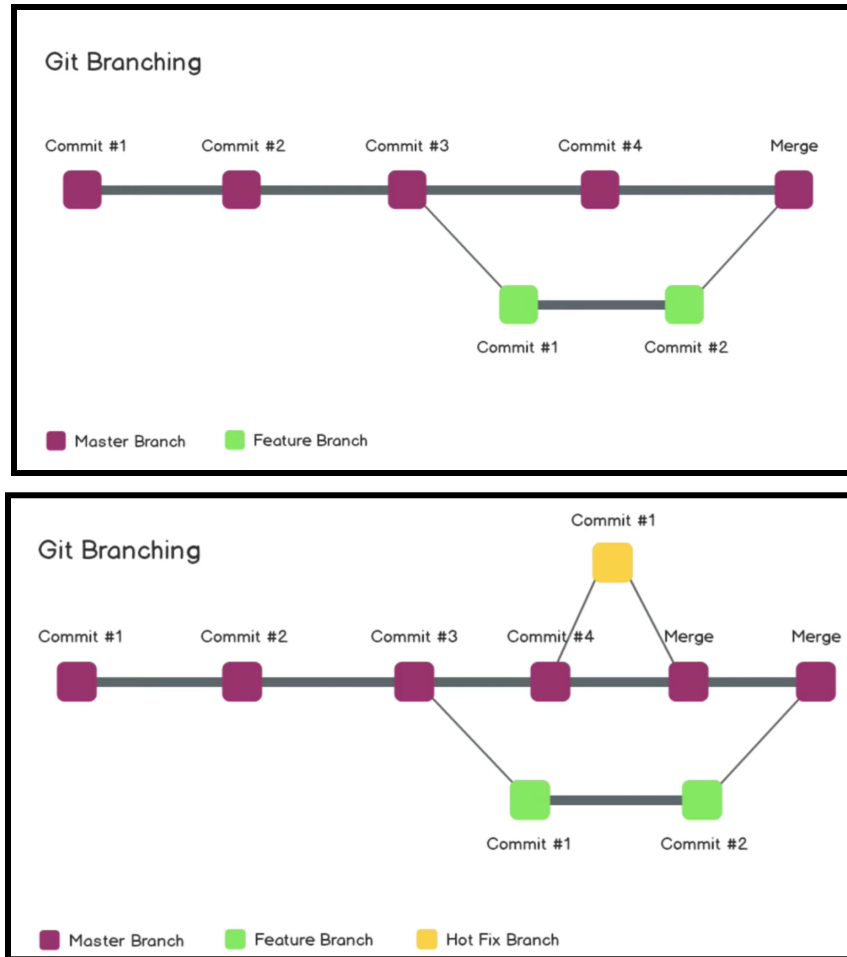 Git Branching
Commit #1 Commit #2 Commit #3 Commit #4 Merge
Commit #1 Commit #2
Master Branch Feature Branch
Commit #1
Git Branching
Commit #1 Commit #2 Commit #3 Commit #4 Merge Merge
Commit #1 Commit #2
Master Branch Feature Branch Hot Fix Branch